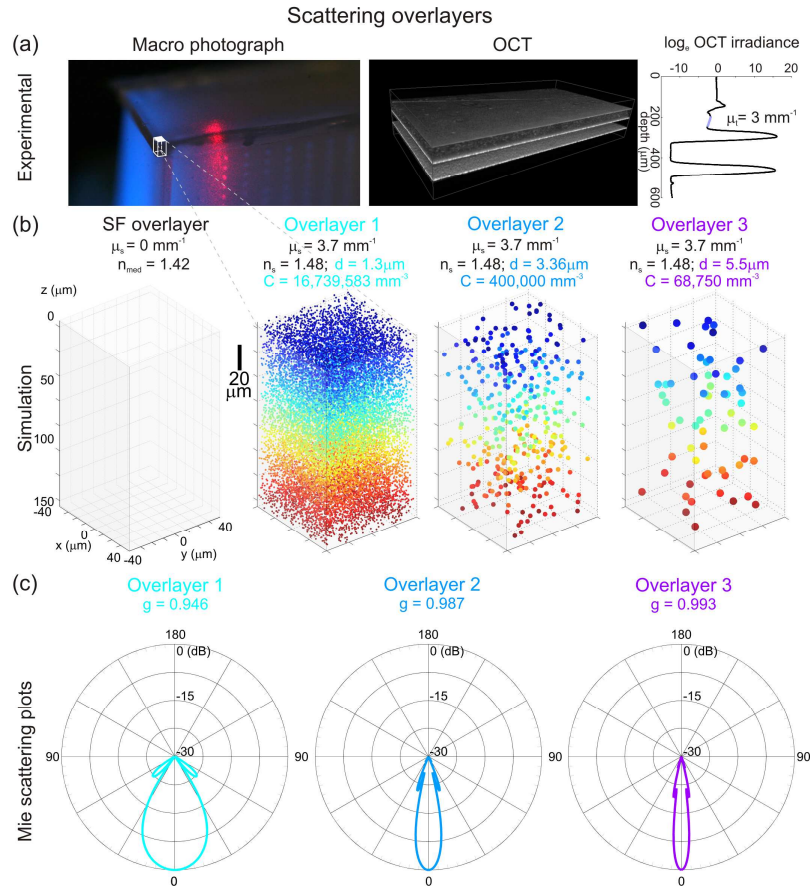 Scattering overlayers
(a)
Macro photograph
OCT
logₑ OCT irradiance
Experimental
-10
0
10
20
0
200
400
600
depth (μm)
μt= 3 mm⁻¹
(b)
SF overlayer
μs = 0 mm⁻¹
nmed = 1.42
Overlayer 1
μs = 3.7 mm⁻¹
ns = 1.48; d = 1.3μm
C = 16,739,583 mm⁻³
Overlayer 2
μs = 3.7 mm⁻¹
ns = 1.48; d = 3.36μm
C = 400,000 mm⁻³
Overlayer 3
μs = 3.7 mm⁻¹
ns = 1.48; d = 5.5μm
C = 68,750 mm⁻³
Simulation
z (μm)
0
50
100
150
-40
0
40
x (μm)
-40
0
40
y (μm)
20
μm
(c)
Overlayer 1
g = 0.946
Overlayer 2
g = 0.987
Overlayer 3
g = 0.993
Mie scattering plots
180
0 (dB)
-15
-30
90
90
0
180
0 (dB)
-15
-30
90
0
180
0 (dB)
-15
-30
90
90
0